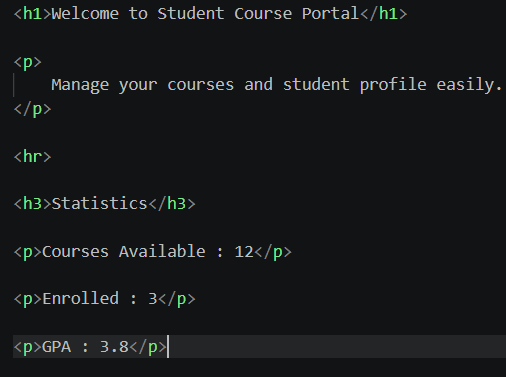 <h1>Welcome to Student Course Portal</h1>
<p>
Manage your courses and student profile easily.
</p>
<hr>
<h3>Statistics</h3>
<p>Courses Available : 12</p>
<p>Enrolled : 3</p>
<p>GPA : 3.8</p>